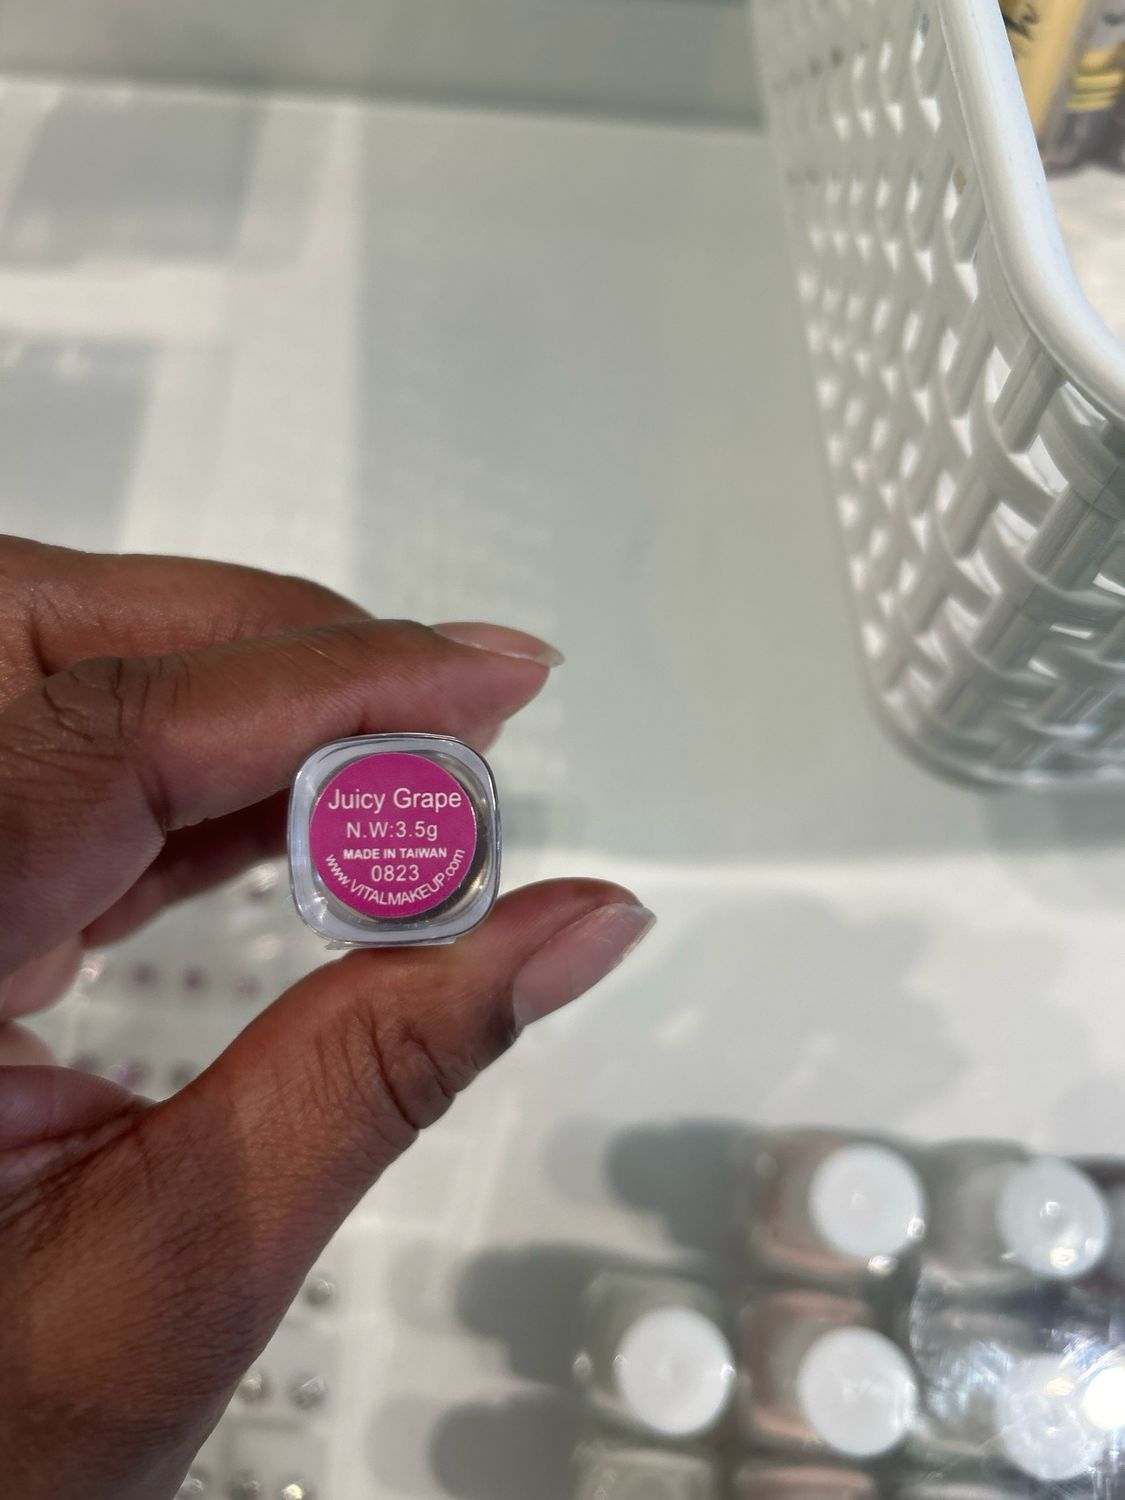 Juicy Grape
N.W:3.5g
MADE IN TAIWAN
0823
www.VITALMAKEUP.com